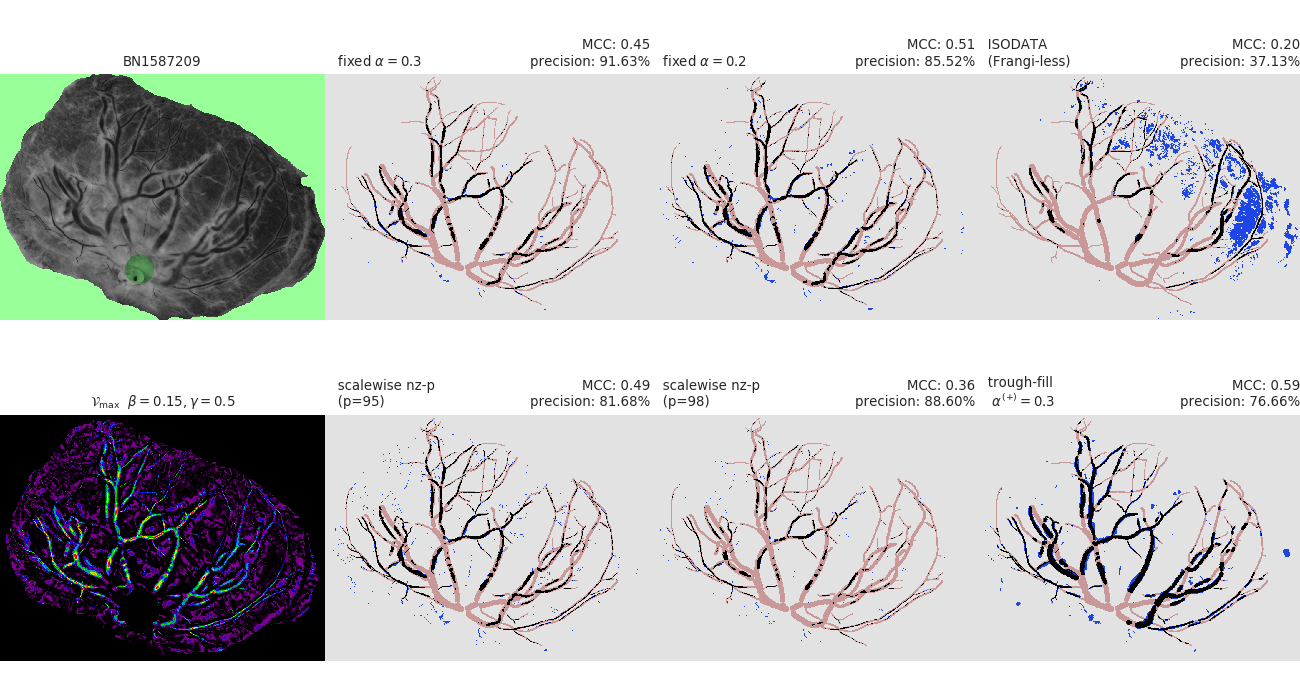 BN1587209
fixed α = 0.3
MCC: 0.45
precision: 91.63%
fixed α = 0.2
MCC: 0.51
precision: 85.52%
ISODATA
(Frangi-less)
MCC: 0.20
precision: 37.13%
𝒱max β = 0.15, γ = 0.5
scalewise nz-p
(p=95)
MCC: 0.49
precision: 81.68%
scalewise nz-p
(p=98)
MCC: 0.36
precision: 88.60%
trough-fill
α(+) = 0.3
MCC: 0.59
precision: 76.66%